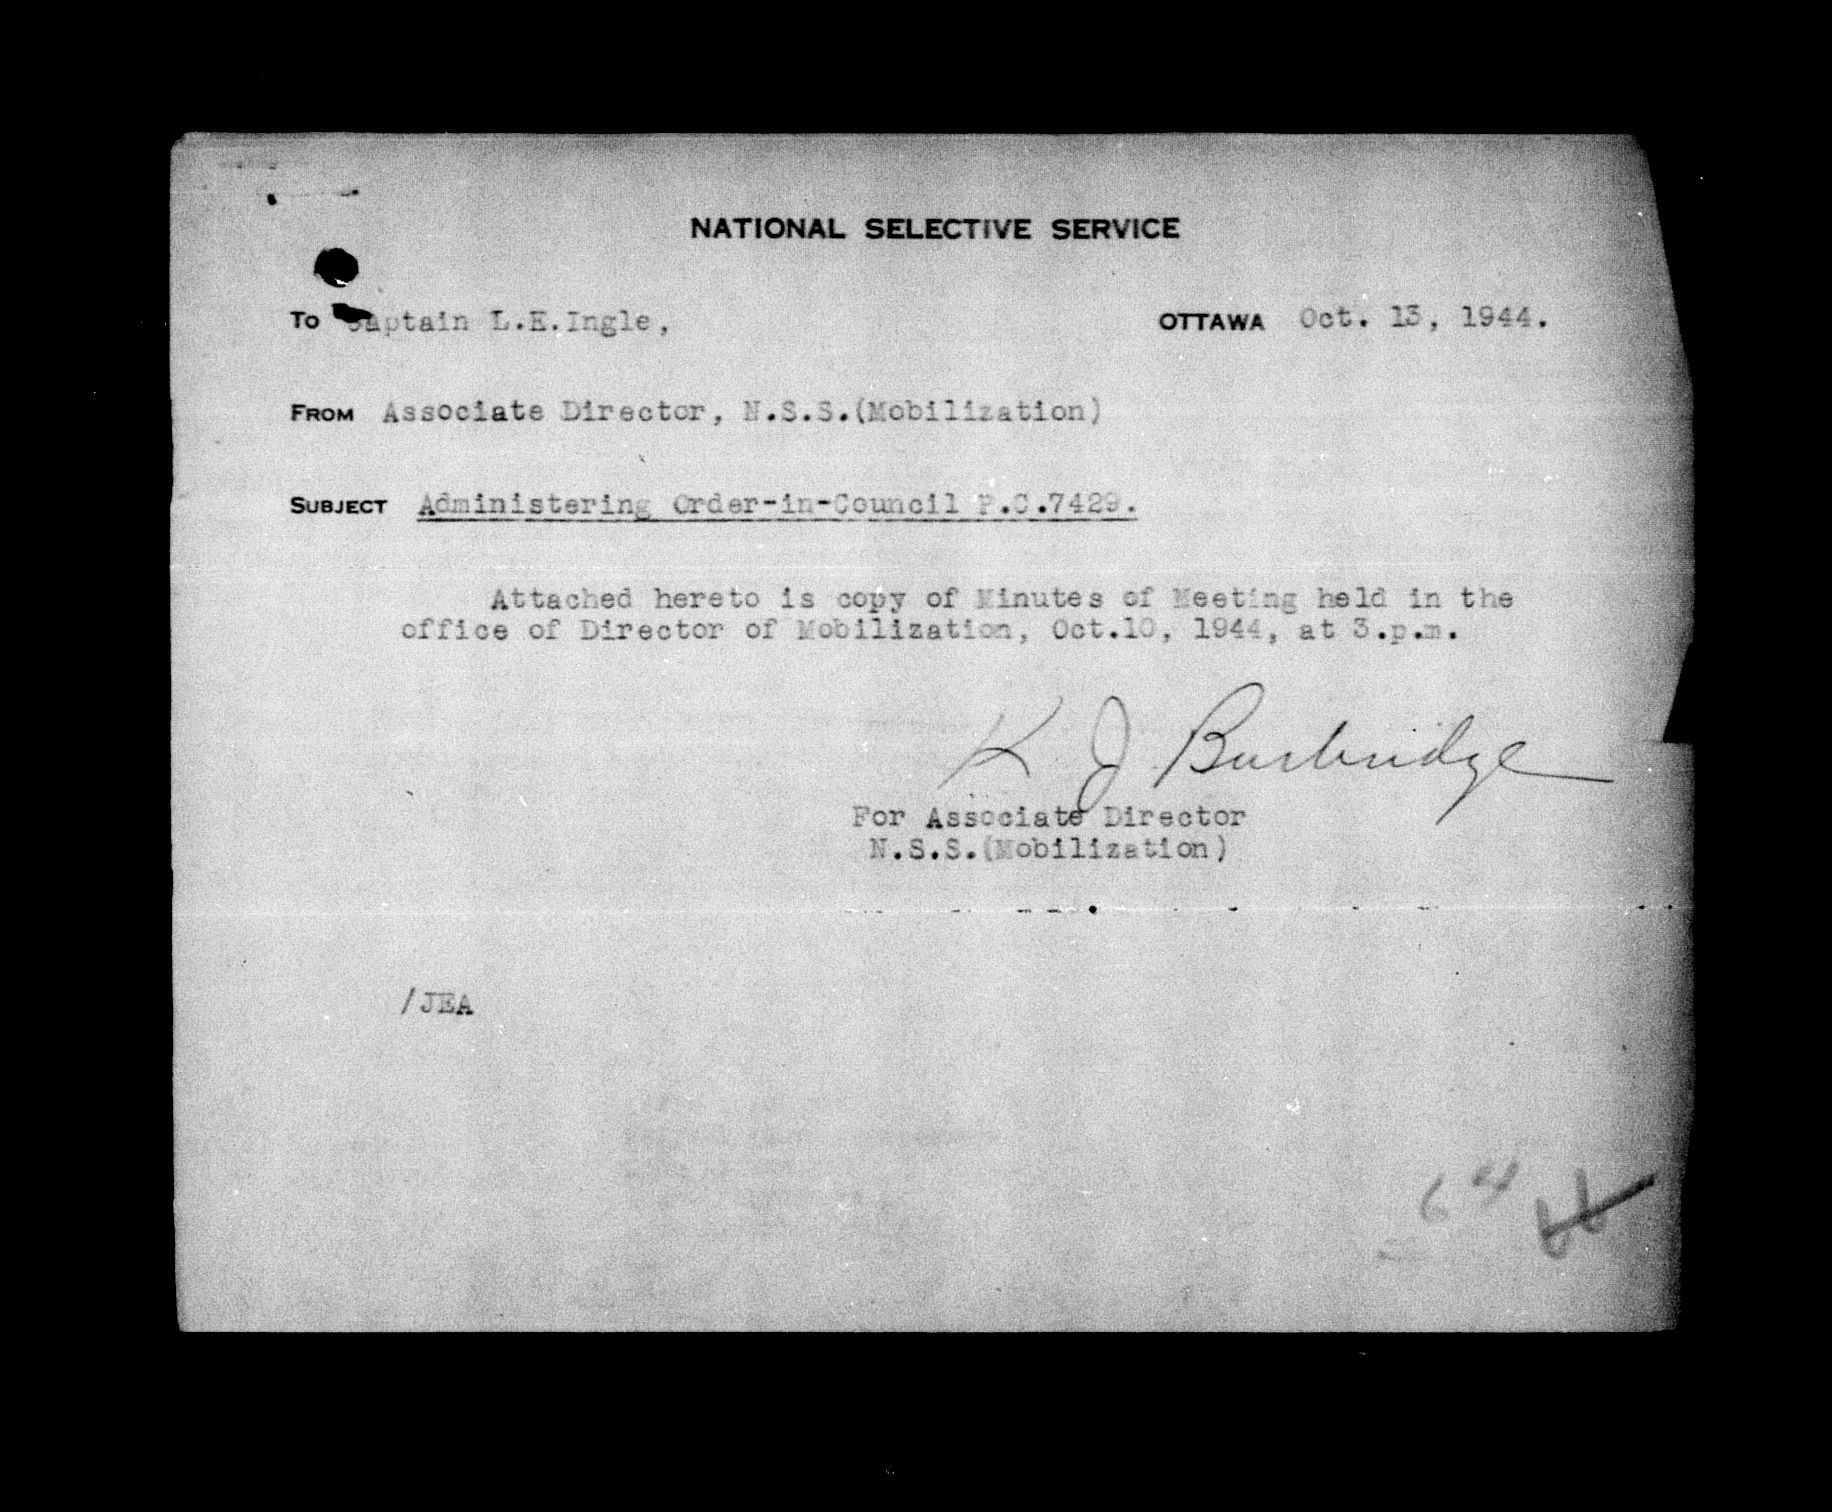 NATIONAL SELECTIVE SERVICE
TO Captain L.E.Ingle,
OTTAWA Oct. 13, 1944.
FROM Associate Director, N.S.S.(Mobilization)
SUBJECT Administering Order-in-Council P.C.7429.
Attached hereto is copy of Minutes of Meeting held in the
office of Director of Mobilization, Oct.10, 1944, at 3.p.m.
K J Burbridge
For Associate Director
N.S.S.(Mobilization)
/JEA
64